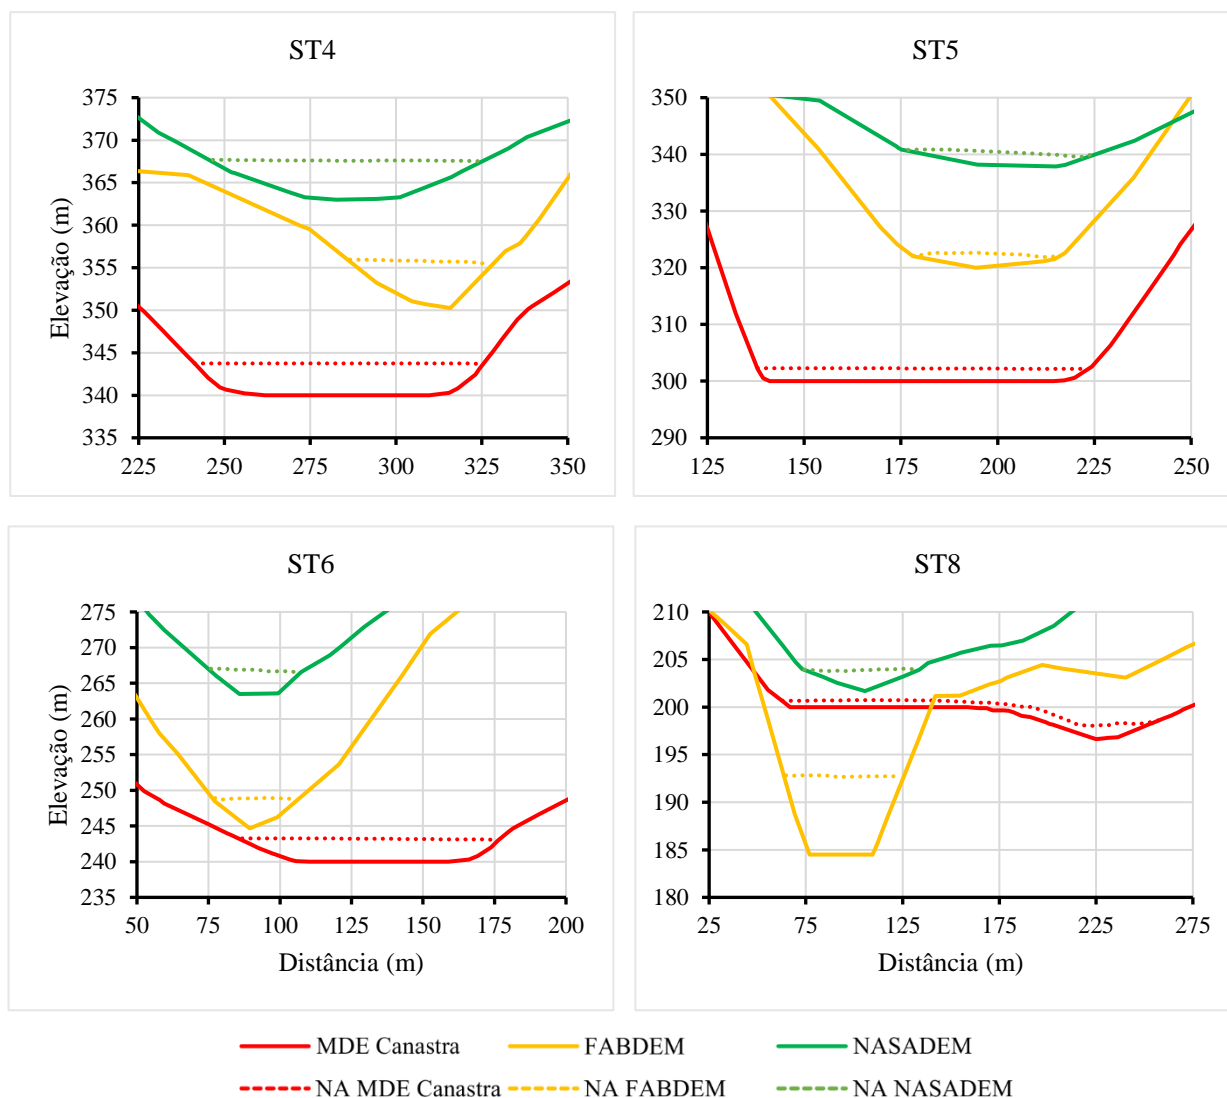 ST4
375
370
365
360
355
350
345
340
335
Elevação (m)
225 250 275 300 325 350
ST5
350
340
330
320
310
300
290
125 150 175 200 225 250
ST6
275
270
265
260
255
250
245
240
235
Elevação (m)
50 75 100 125 150 175 200
Distância (m)
ST8
210
205
200
195
190
185
180
25 75 125 175 225 275
Distância (m)
MDE Canastra FABDEM NASADEM
NA MDE Canastra NA FABDEM NA NASADEM